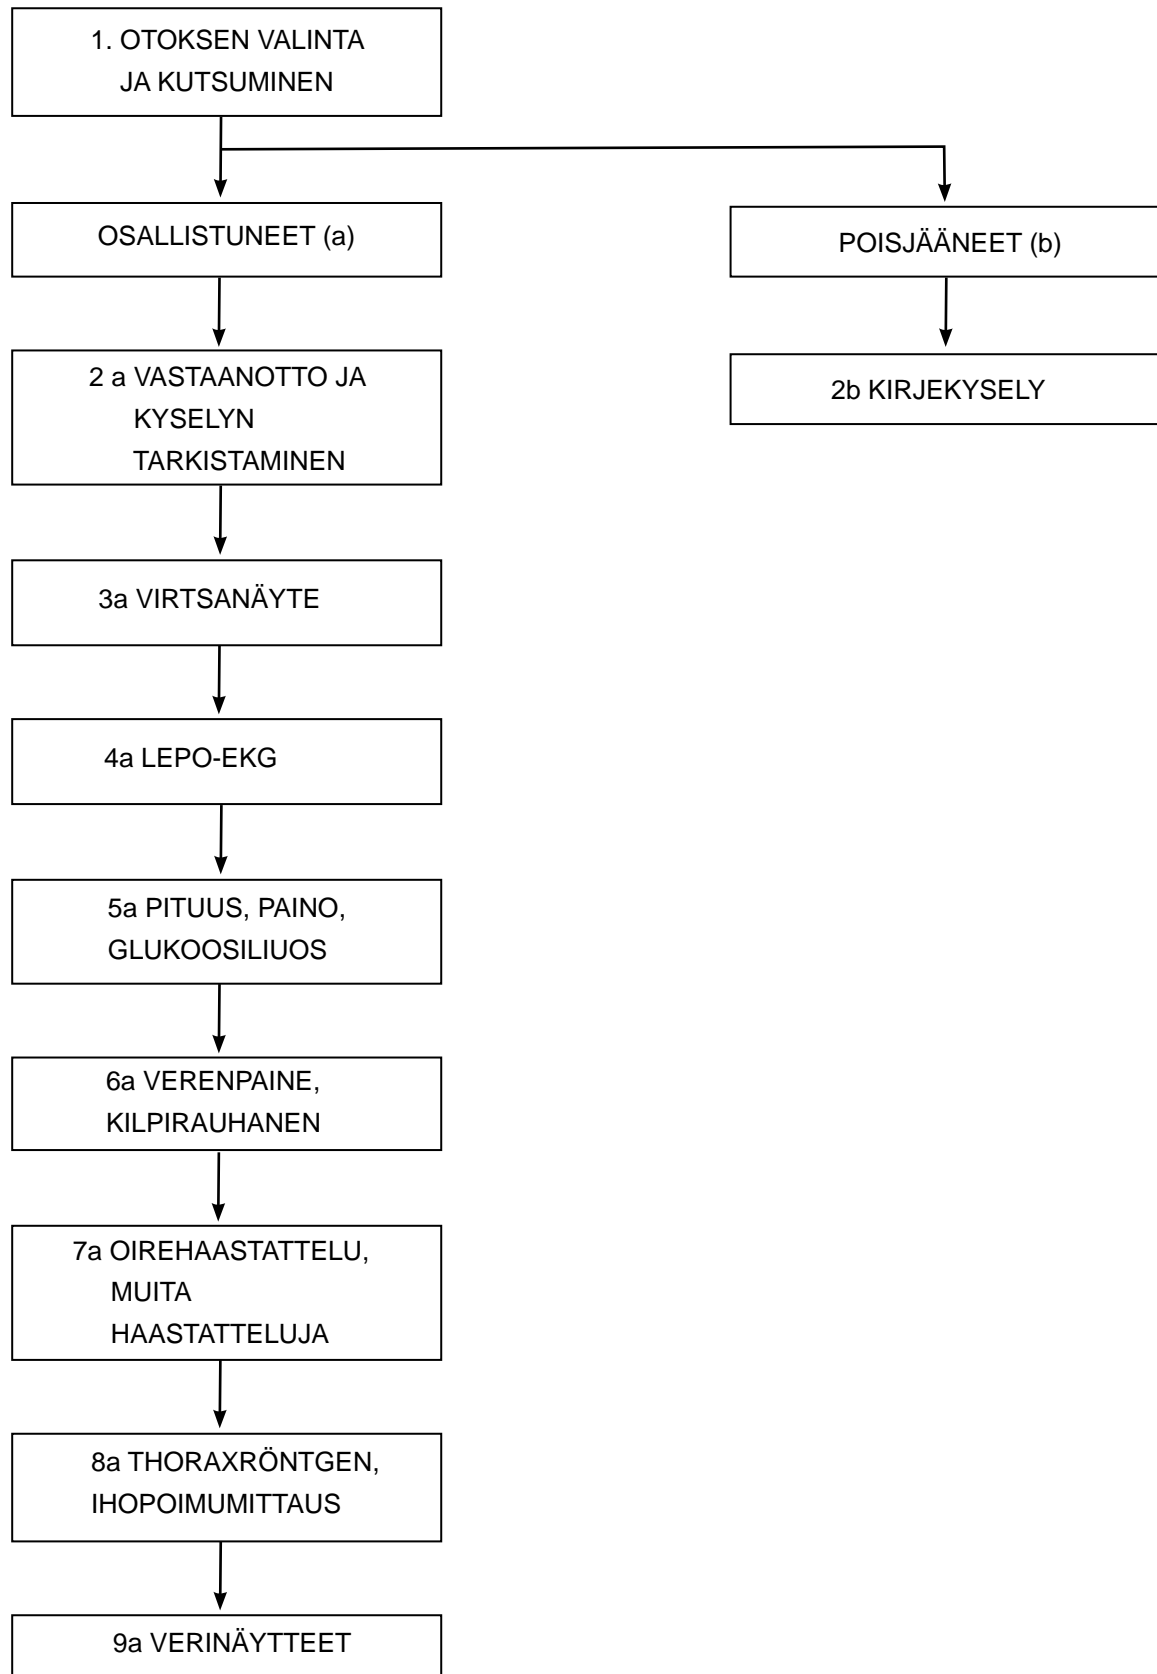 1. OTOKSEN VALINTA
JA KUTSUMINEN
OSALLISTUNEET (a)
POISJÄÄNEET (b)
2 a VASTAANOTTO JA
KYSELYN
TARKISTAMINEN
2b KIRJEKYSELY
3a VIRTSANÄYTE
4a LEPO-EKG
5a PITUUS, PAINO,
GLUKOOSILIUOS
6a VERENPAINE,
KILPIRAUHANEN
7a OIREHAASTATTELU,
MUITA
HAASTATTELUJA
8a THORAXRÖNTGEN,
IHOPOIMUMITTAUS
9a VERINÄYTTEET